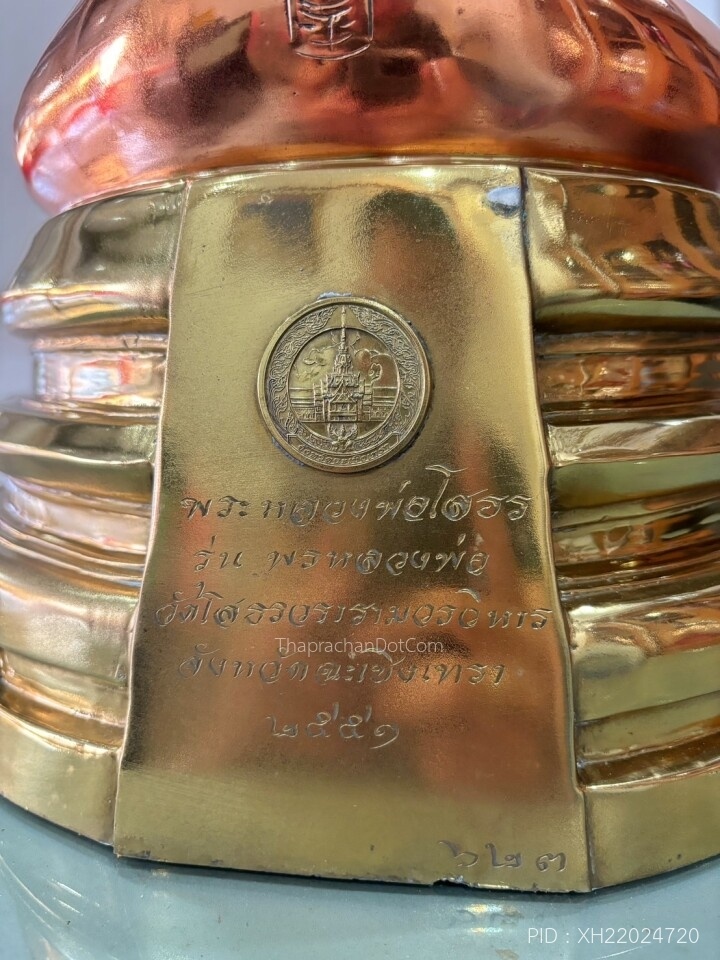 พระหลวงพ่อโสธร
รุ่น พรหลวงพ่อ
วัดโสธรวรารามวรวิหาร
ThaprachanDotCom
จังหวัดฉะเชิงเทรา
๒๕๕๑
๖๒๓
PID : XH22024720